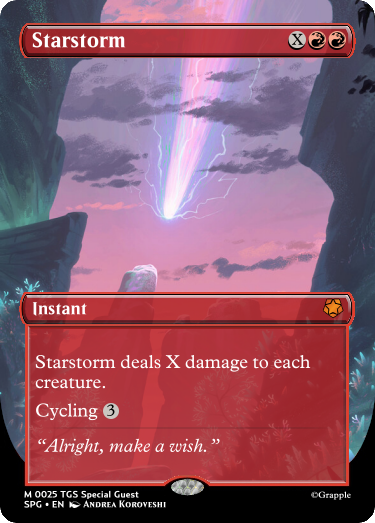 Starstorm X
Instant
Starstorm deals X damage to each
creature.
Cycling 3
“Alright, make a wish.”
M 0025 TGS Special Guest
SPG • EN Andrea Koroveshi ©Grapple